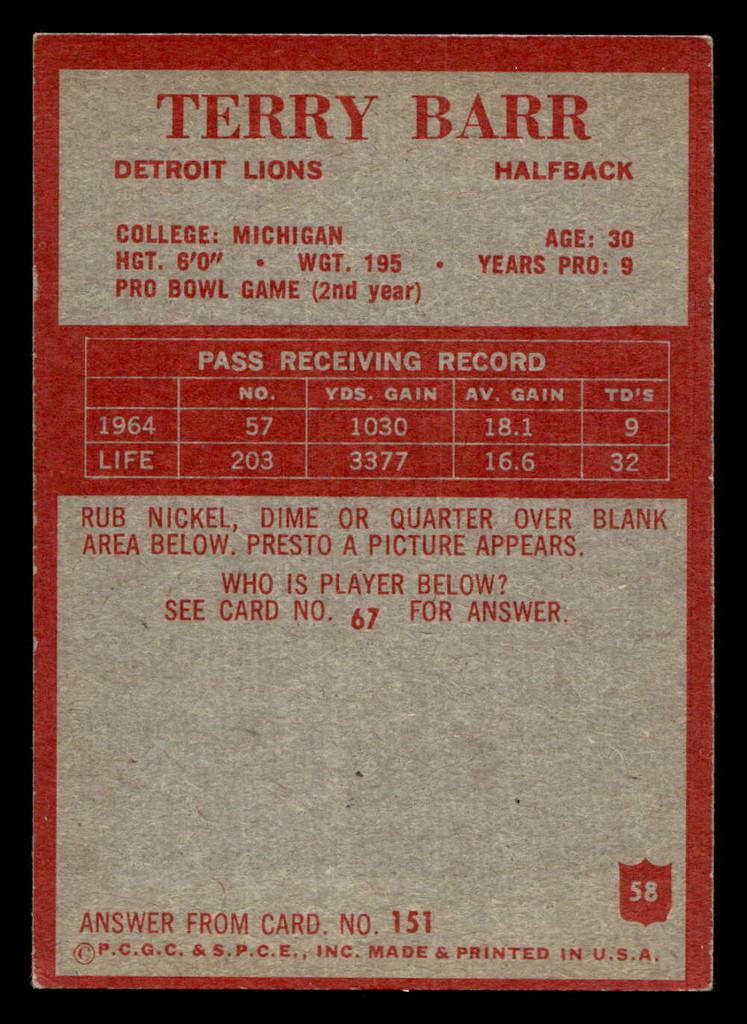 TERRY BARR
DETROIT LIONS HALFBACK
COLLEGE: MICHIGAN AGE: 30
HGT. 6'0" • WGT. 195 • YEARS PRO: 9
PRO BOWL GAME (2nd year)
PASS RECEIVING RECORD
NO. YDS. GAIN AV. GAIN TD'S
1964 57 1030 18.1 9
LIFE 203 3377 16.6 32
RUB NICKEL, DIME OR QUARTER OVER BLANK
AREA BELOW. PRESTO A PICTURE APPEARS.
WHO IS PLAYER BELOW?
SEE CARD NO. 67 FOR ANSWER.
58
ANSWER FROM CARD. NO. 151
© P.C.G.C. & S.P.C.E., INC. MADE & PRINTED IN U.S.A.